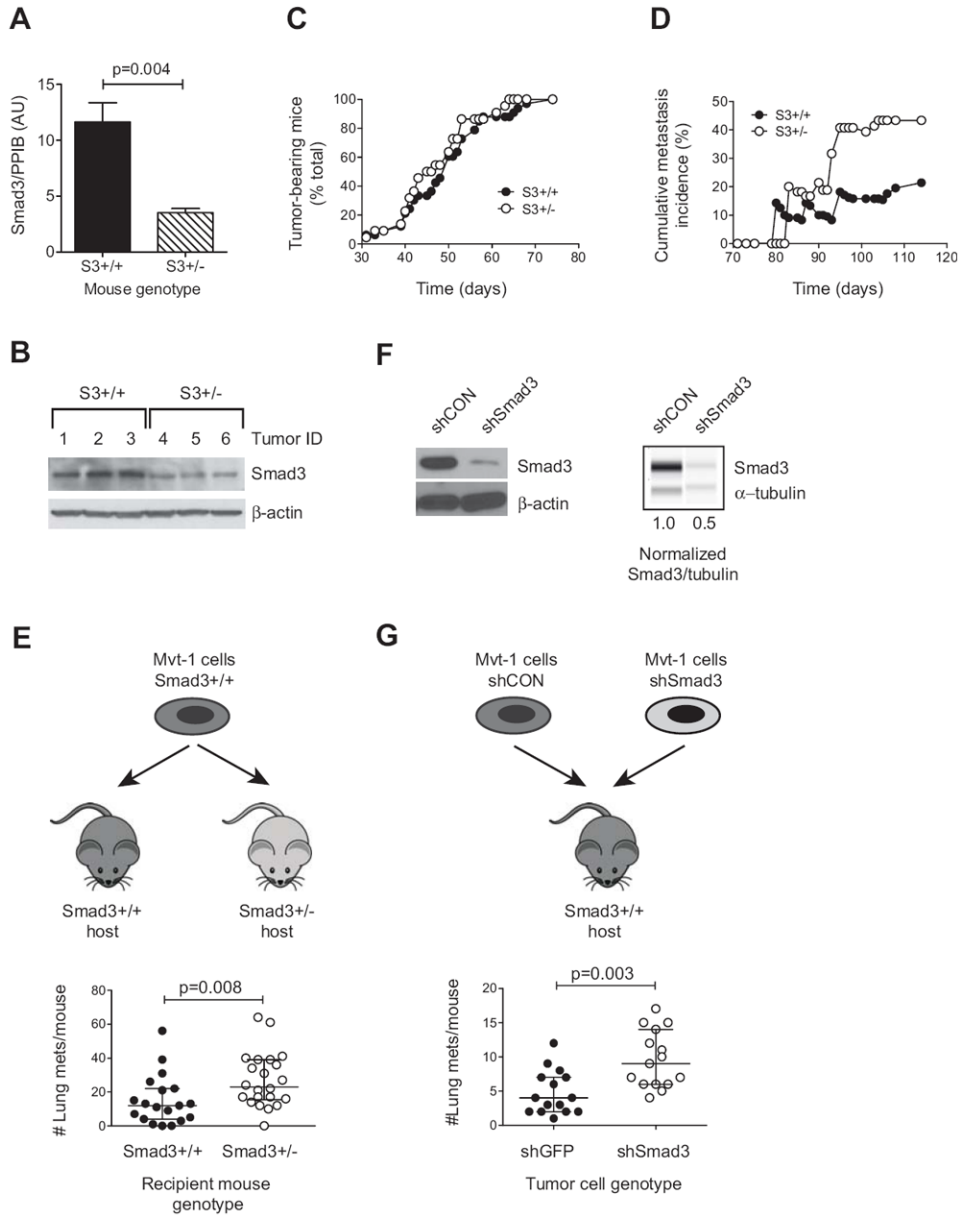 A
p=0.004
Smad3/PPIB (AU)
15
10
5
0
S3+/+
S3+/-
Mouse genotype
C
Tumor-bearing mice
(% total)
100
80
60
40
20
0
S3+/+
S3+/-
30 40 50 60 70 80
Time (days)
D
Cumulative metastasis
incidence (%)
50
40
30
20
10
0
S3+/+
S3+/-
70 80 90 100 110 120
Time (days)
B
S3+/+ S3+/-
1 2 3 4 5 6 Tumor ID
Smad3
β-actin
F
shCON shSmad3
Smad3
β-actin
shCON shSmad3
Smad3
α–tubulin
1.0 0.5
Normalized
Smad3/tubulin
E
Mvt-1 cells
Smad3+/+
Smad3+/+
host
Smad3+/-
host
p=0.008
# Lung mets/mouse
80
60
40
20
0
Smad3+/+ Smad3+/-
Recipient mouse
genotype
G
Mvt-1 cells
shCON
Mvt-1 cells
shSmad3
Smad3+/+
host
p=0.003
#Lung mets/mouse
20
15
10
5
0
shGFP shSmad3
Tumor cell genotype